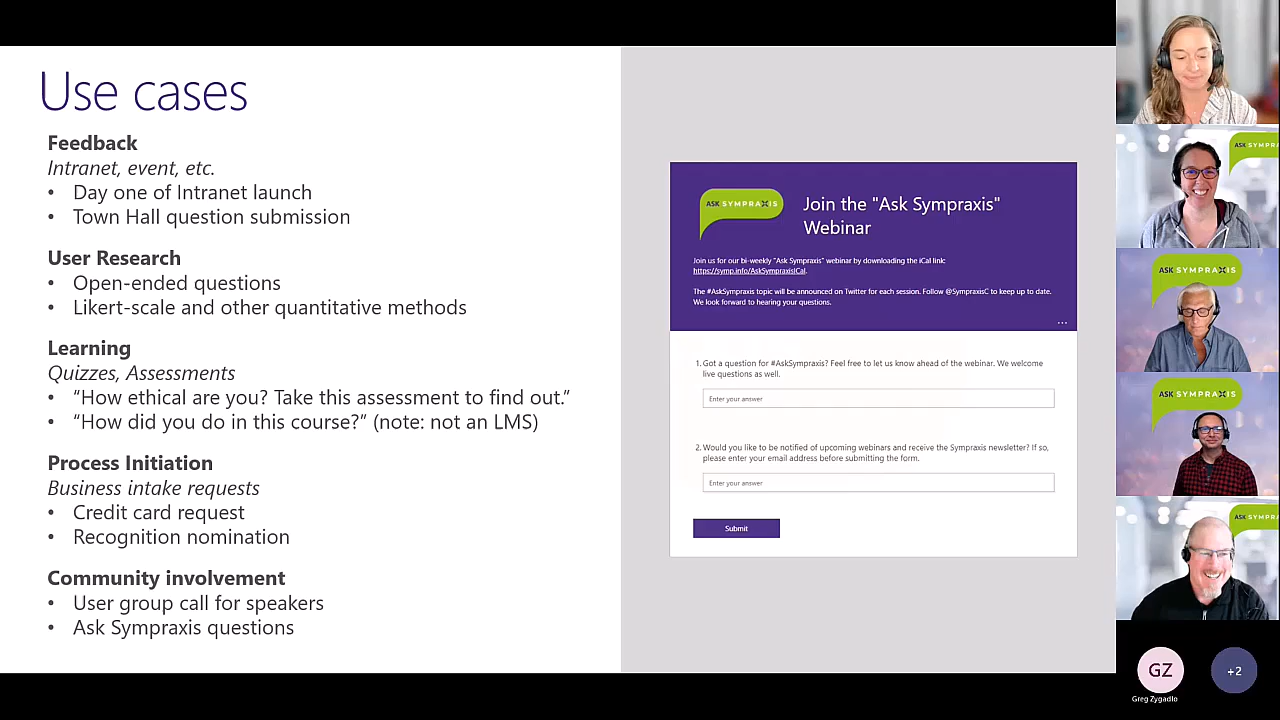 Use cases
Feedback
Intranet, event, etc.
• Day one of Intranet launch
• Town Hall question submission
User Research
• Open-ended questions
• Likert-scale and other quantitative methods
Learning
Quizzes, Assessments
• “How ethical are you? Take this assessment to find out.”
• “How did you do in this course?” (note: not an LMS)
Process Initiation
Business intake requests
• Credit card request
• Recognition nomination
Community involvement
• User group call for speakers
• Ask Sympraxis questions
ASK SYMPRAXIS
Join the "Ask Sympraxis"
Webinar
Join us for our bi-weekly "Ask Sympraxis" webinar by downloading the iCal link:
https://symp.info/AskSympraxisICal.
The #AskSympraxis topic will be announced on Twitter for each session. Follow @SympraxisC to keep up to date.
We look forward to hearing your questions.
...
1. Got a question for #AskSympraxis? Feel free to let us know ahead of the webinar. We welcome
live questions as well.
Enter your answer
2. Would you like to be notified of upcoming webinars and receive the Sympraxis newsletter? If so,
please enter your email address before submitting the form.
Enter your answer
Submit
ASK SYMPRA
ASK SYMPRAXIS
ASK SYMPRAXIS
ASK SYMPR
GZ
+2
Greg Zygadlo